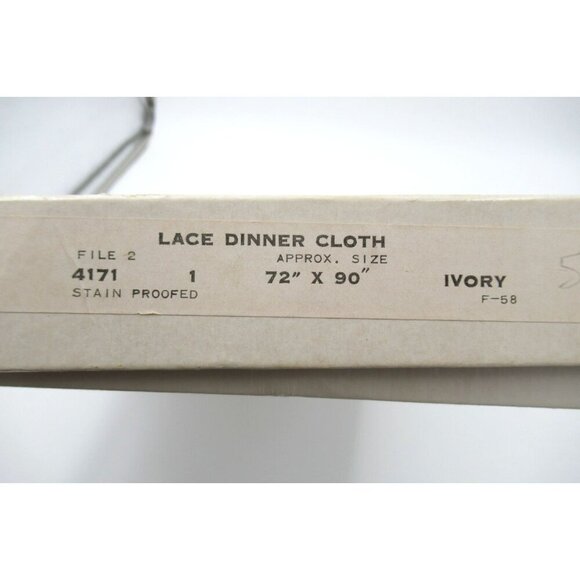 LACE DINNER CLOTH
FILE 2 APPROX. SIZE
4171 1 72" X 90" IVORY
STAIN PROOFED F-58